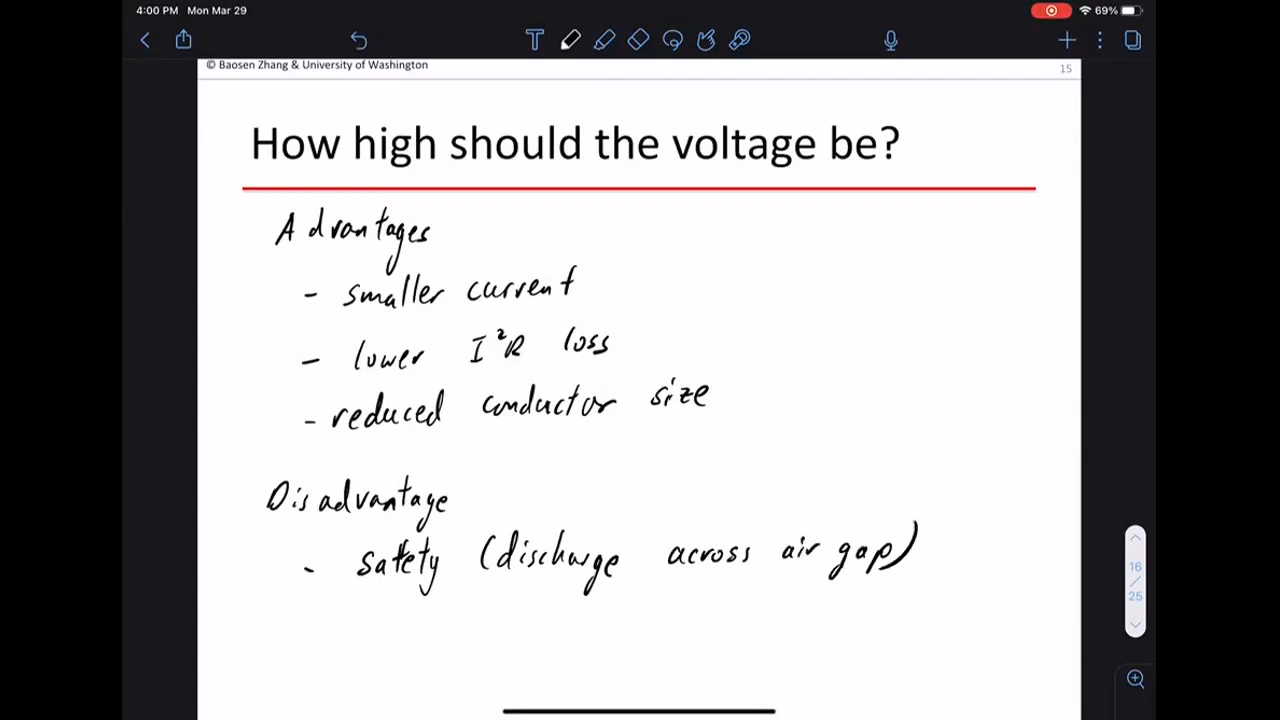 4:00 PM Mon Mar 29
69%
© Baosen Zhang & University of Washington
15
How high should the voltage be?
Advantages
- smaller current
- lower I²R loss
- reduced conductor size
Disadvantage
- safety (discharge across air gap)
16
/
25